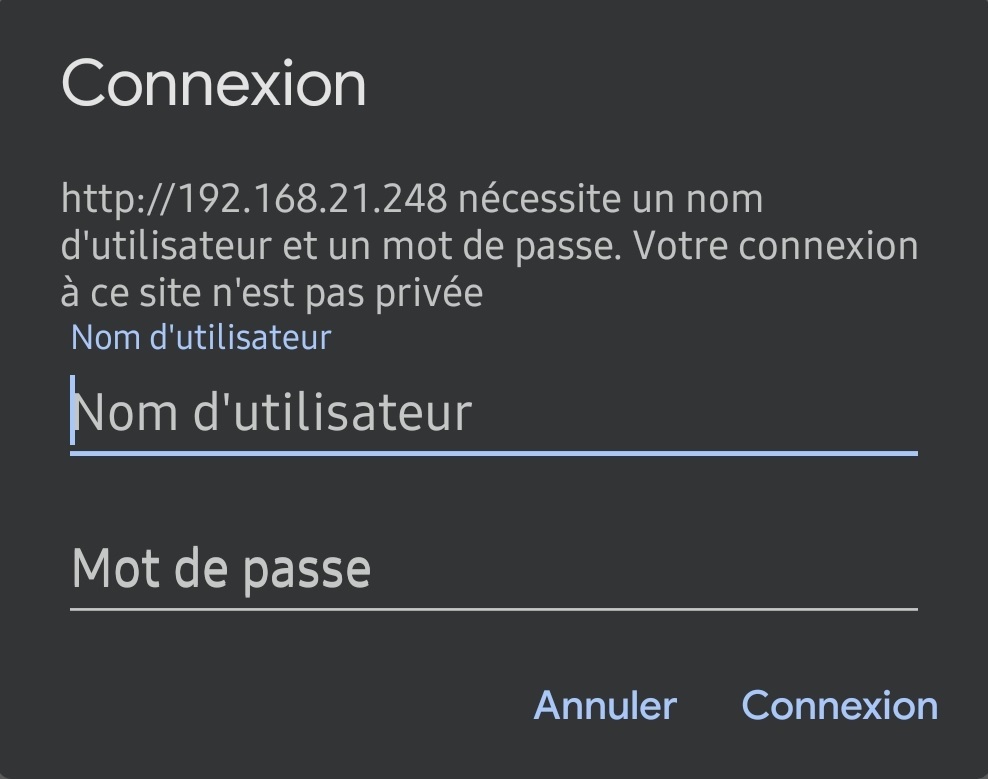 Connexion
http://192.168.21.248 nécessite un nom
d'utilisateur et un mot de passe. Votre connexion
à ce site n'est pas privée
Nom d'utilisateur
Nom d'utilisateur
Mot de passe
Annuler Connexion